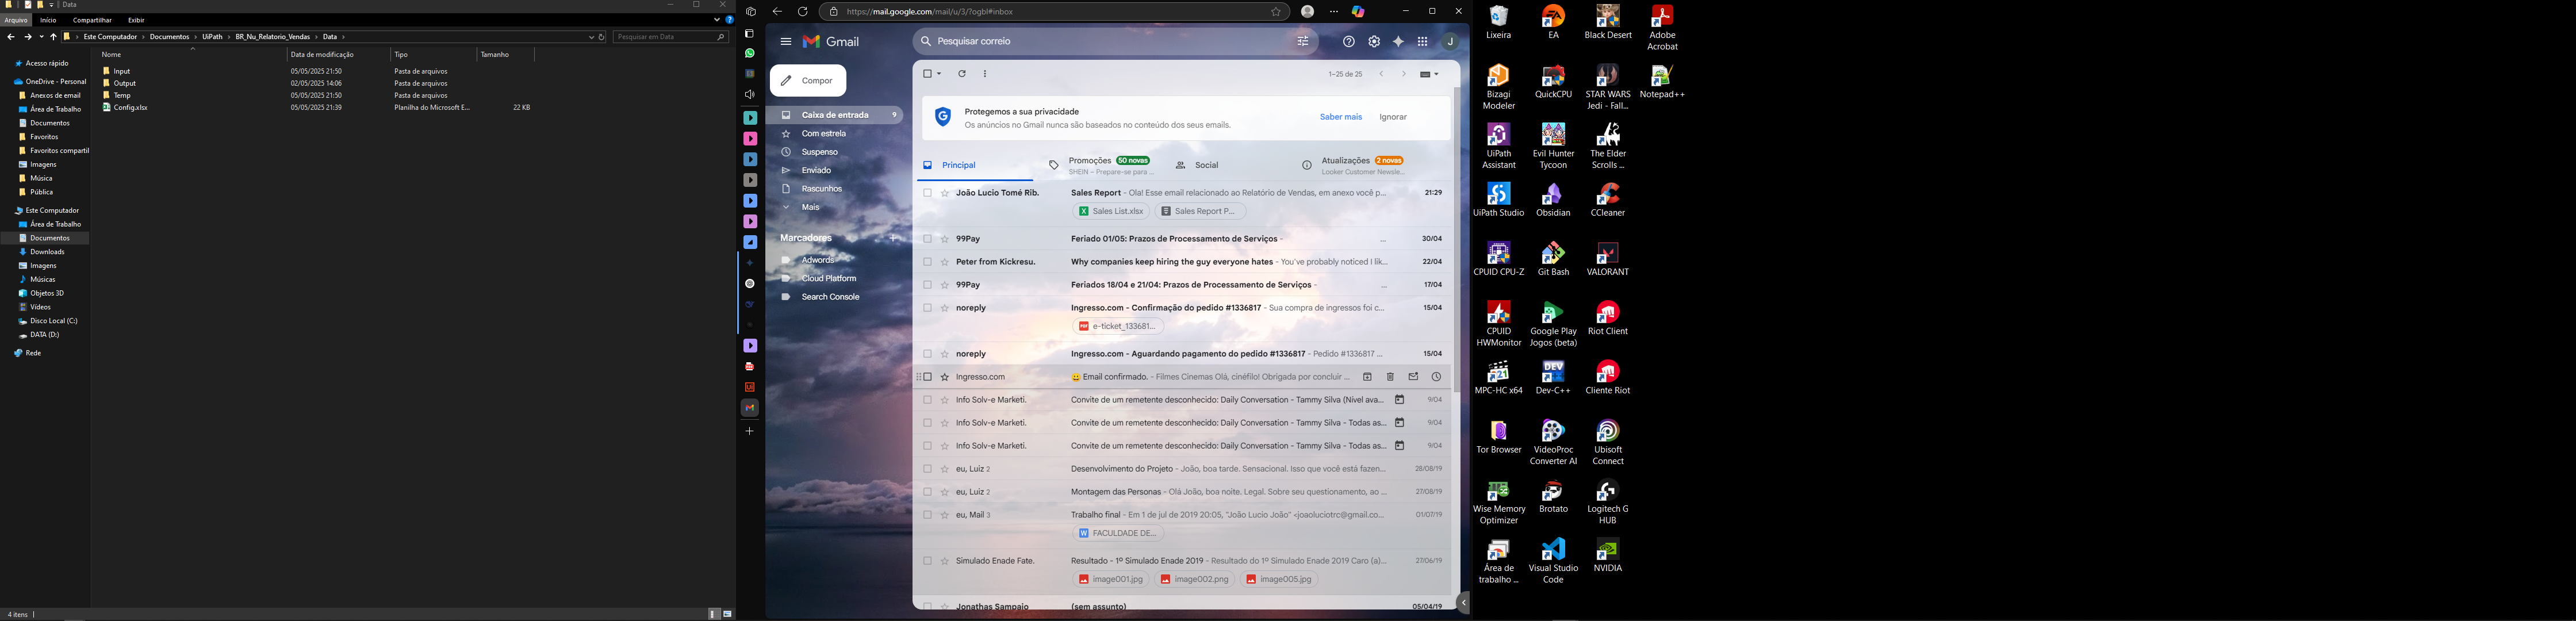 Data
Arquivo Início Compartilhar Exibir
Este Computador > Documentos > UiPath > BR_Nu_Relatorio_Vendas > Data >
Pesquisar em Data
Nome Data de modificação Tipo Tamanho
Input 05/05/2025 21:50 Pasta de arquivos
Output 02/05/2025 14:06 Pasta de arquivos
Temp 05/05/2025 21:50 Pasta de arquivos
Config.xlsx 05/05/2025 21:39 Planilha do Microsoft E... 22 KB
Acesso rápido
OneDrive - Personal
Anexos de email
Área de Trabalho
Documentos
Favoritos
Favoritos compartil
Imagens
Música
Pública
Este Computador
Área de Trabalho
Documentos
Downloads
Imagens
Músicas
Objetos 3D
Vídeos
Disco Local (C:)
DATA (D:)
Rede
4 itens
https://mail.google.com/mail/u/3/?ogbl#inbox
Gmail
Pesquisar correio
J
Compor
Caixa de entrada 9
Com estrela
Suspenso
Enviado
Rascunhos
Mais
Marcadores
Adwords
Cloud Platform
Search Console
1–25 de 25
Protegemos a sua privacidade
Os anúncios no Gmail nunca são baseados no conteúdo dos seus emails.
Saber mais Ignorar
Principal
Promoções 50 novas
SHEIN – Prepare-se para ...
Social
Atualizações 2 novas
Looker Customer Newsle...
João Lucio Tomé Rib. Sales Report - Ola! Esse email relacionado ao Relatório de Vendas, em anexo você p... 21:29
Sales List.xlsx Sales Report P...
99Pay Feriado 01/05: Prazos de Processamento de Serviços - ... 30/04
Peter from Kickresu. Why companies keep hiring the guy everyone hates - You've probably noticed I lik... 22/04
99Pay Feriados 18/04 e 21/04: Prazos de Processamento de Serviços - ... 17/04
noreply Ingresso.com - Confirmação do pedido #1336817 - Sua compra de ingressos foi c... 15/04
PDF e-ticket_133681...
noreply Ingresso.com - Aguardando pagamento do pedido #1336817 - Pedido #1336817 ... 15/04
Ingresso.com 😀 Email confirmado. - Filmes Cinemas Olá, cinéfilo! Obrigada por concluir ...
Info Solv-e Marketi. Convite de um remetente desconhecido: Daily Conversation - Tammy Silva (Nível ava... 9/04
Info Solv-e Marketi. Convite de um remetente desconhecido: Daily Conversation - Tammy Silva - Todas as... 9/04
Info Solv-e Marketi. Convite de um remetente desconhecido: Daily Conversation - Tammy Silva - Todas as... 9/04
eu, Luiz 2 Desenvolvimento do Projeto - João, boa tarde. Sensacional. Isso que você está fazen... 28/08/19
eu, Luiz 2 Montagem das Personas - Olá João, boa noite. Legal. Sobre seu questionamento, ao ... 27/08/19
eu, Mail 3 Trabalho final - Em 1 de jul de 2019 20:05, "João Lucio João" <joaoluciotrc@gmail.co... 01/07/19
W FACULDADE DE...
Simulado Enade Fate. Resultado - 1º Simulado Enade 2019 - Resultado do 1º Simulado Enade 2019 Caro (a)... 27/06/19
image001.jpg image002.png image005.jpg
Jonathas Sampaio (sem assunto) 05/04/19
Lixeira
EA
Black Desert
Adobe Acrobat
Bizagi Modeler
QuickCPU
STAR WARS Jedi - Fall...
Notepad++
UiPath Assistant
Evil Hunter Tycoon
The Elder Scrolls ...
UiPath Studio
Obsidian
CCleaner
CPUID CPU-Z
Git Bash
VALORANT
CPUID HWMonitor
Google Play Jogos (beta)
Riot Client
MPC-HC x64
Dev-C++
Cliente Riot
Tor Browser
VideoProc Converter AI
Ubisoft Connect
Wise Memory Optimizer
Brotato
Logitech G HUB
Área de trabalho ...
Visual Studio Code
NVIDIA